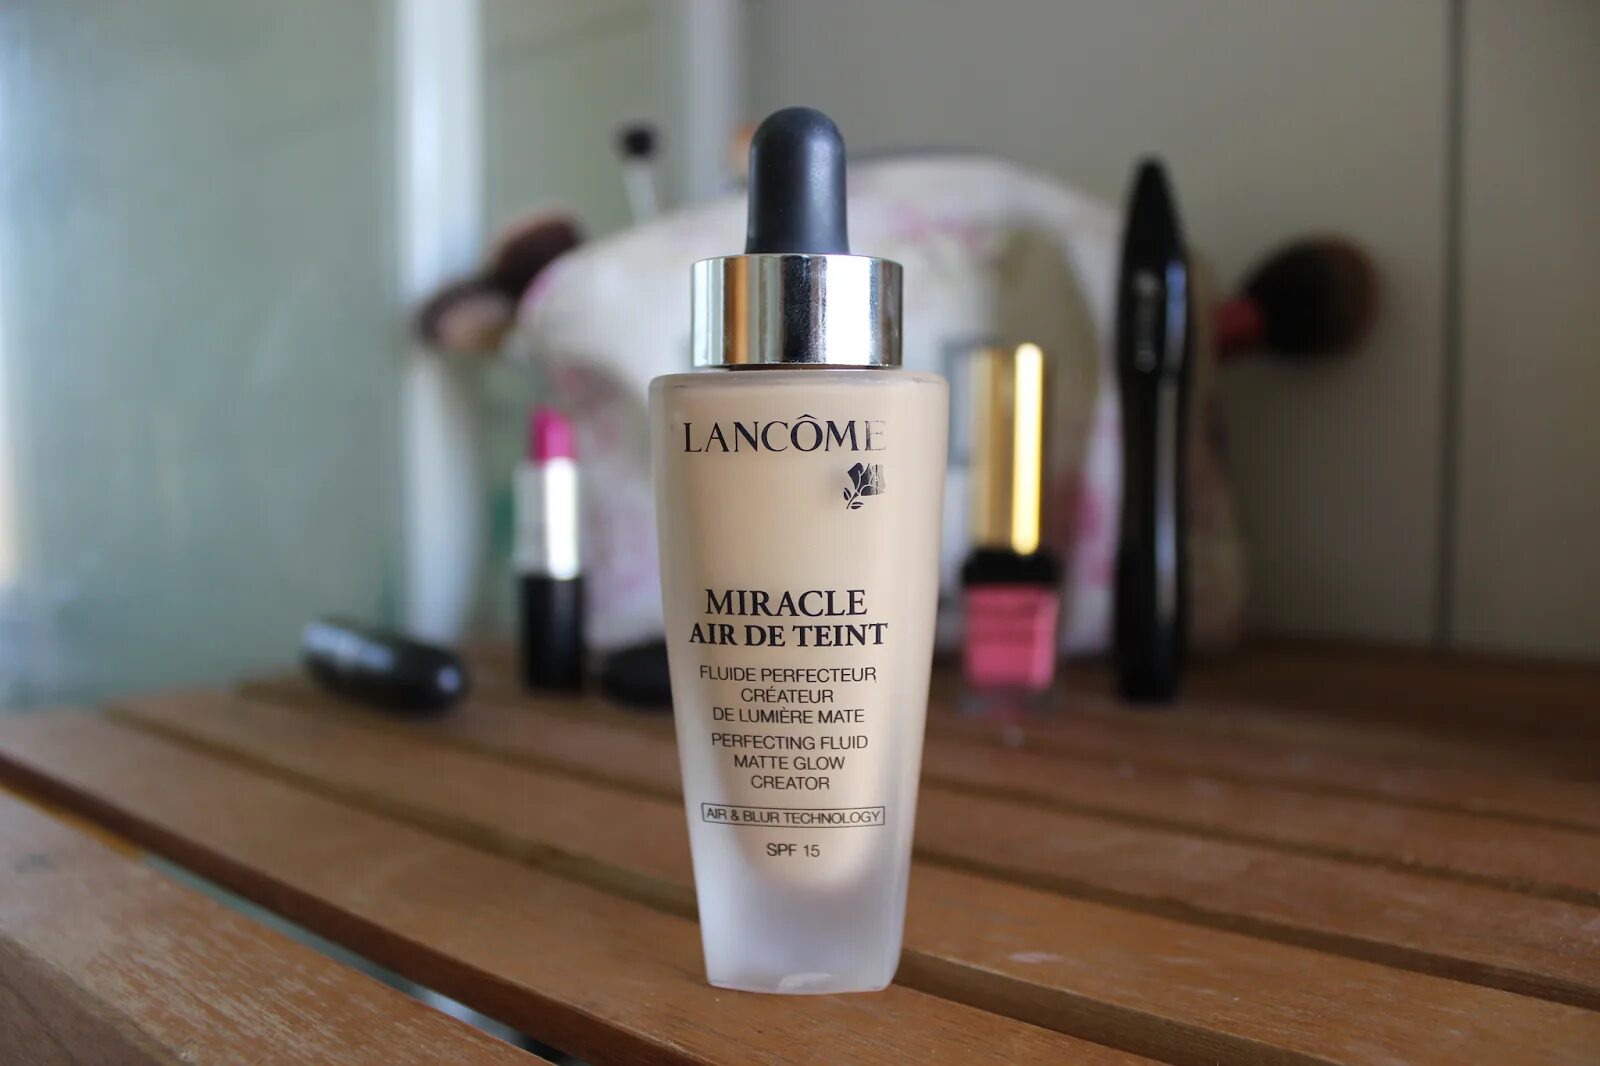 LANCÔME
MIRACLE
AIR DE TEINT
FLUIDE PERFECTEUR
CRÉATEUR
DE LUMIÈRE MATE
PERFECTING FLUID
MATTE GLOW
CREATOR
AIR & BLUR TECHNOLOGY
SPF 15